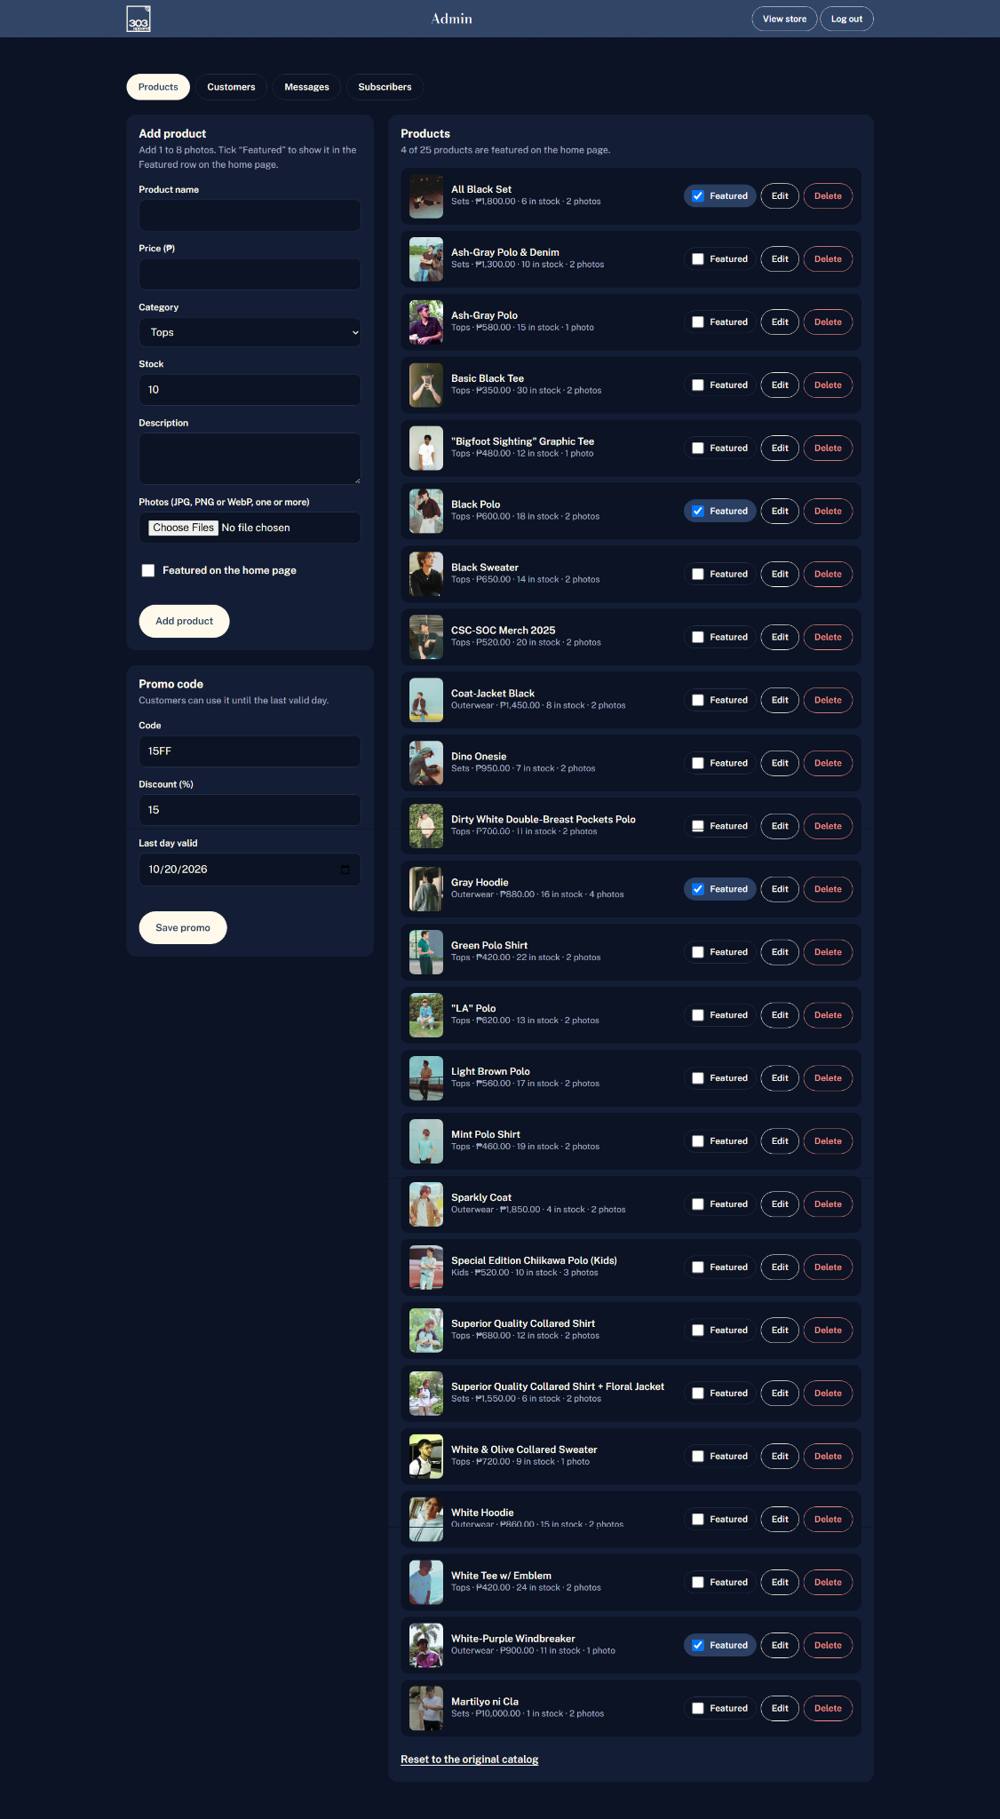 303
Admin
View store
Log out
Products
Customers
Messages
Subscribers
Add product
Add 1 to 8 photos. Tick "Featured" to show it in the
Featured row on the home page.
Product name
Price (₱)
Category
Tops
Stock
10
Description
Photos (JPG, PNG or WebP, one or more)
Choose Files No file chosen
Featured on the home page
Add product
Promo code
Customers can use it until the last valid day.
Code
15FF
Discount (%)
15
Last day valid
10/20/2026
Save promo
Products
4 of 25 products are featured on the home page.
All Black Set
Sets · ₱1,800.00 · 6 in stock · 2 photos
Featured
Edit
Delete
Ash-Gray Polo & Denim
Sets · ₱1,300.00 · 10 in stock · 2 photos
Featured
Edit
Delete
Ash-Gray Polo
Tops · ₱580.00 · 15 in stock · 1 photo
Featured
Edit
Delete
Basic Black Tee
Tops · ₱350.00 · 30 in stock · 2 photos
Featured
Edit
Delete
"Bigfoot Sighting" Graphic Tee
Tops · ₱480.00 · 12 in stock · 1 photo
Featured
Edit
Delete
Black Polo
Tops · ₱600.00 · 18 in stock · 2 photos
Featured
Edit
Delete
Black Sweater
Tops · ₱650.00 · 14 in stock · 2 photos
Featured
Edit
Delete
CSC-SOC Merch 2025
Tops · ₱520.00 · 20 in stock · 2 photos
Featured
Edit
Delete
Coat-Jacket Black
Outerwear · ₱1,450.00 · 8 in stock · 2 photos
Featured
Edit
Delete
Dino Onesie
Sets · ₱950.00 · 7 in stock · 2 photos
Featured
Edit
Delete
Dirty White Double-Breast Pockets Polo
Tops · ₱700.00 · 11 in stock · 2 photos
Featured
Edit
Delete
Gray Hoodie
Outerwear · ₱880.00 · 16 in stock · 4 photos
Featured
Edit
Delete
Green Polo Shirt
Tops · ₱420.00 · 22 in stock · 2 photos
Featured
Edit
Delete
"LA" Polo
Tops · ₱620.00 · 13 in stock · 2 photos
Featured
Edit
Delete
Light Brown Polo
Tops · ₱560.00 · 17 in stock · 2 photos
Featured
Edit
Delete
Mint Polo Shirt
Tops · ₱460.00 · 19 in stock · 2 photos
Featured
Edit
Delete
Sparkly Coat
Outerwear · ₱1,850.00 · 4 in stock · 2 photos
Featured
Edit
Delete
Special Edition Chiikawa Polo (Kids)
Kids · ₱520.00 · 10 in stock · 3 photos
Featured
Edit
Delete
Superior Quality Collared Shirt
Tops · ₱680.00 · 12 in stock · 2 photos
Featured
Edit
Delete
Superior Quality Collared Shirt + Floral Jacket
Sets · ₱1,550.00 · 6 in stock · 2 photos
Featured
Edit
Delete
White & Olive Collared Sweater
Tops · ₱720.00 · 9 in stock · 1 photo
Featured
Edit
Delete
White Hoodie
Outerwear · ₱860.00 · 15 in stock · 2 photos
Featured
Edit
Delete
White Tee w/ Emblem
Tops · ₱420.00 · 24 in stock · 2 photos
Featured
Edit
Delete
White-Purple Windbreaker
Outerwear · ₱900.00 · 11 in stock · 1 photo
Featured
Edit
Delete
Martilyo ni Cla
Sets · ₱10,000.00 · 1 in stock · 2 photos
Featured
Edit
Delete
Reset to the original catalog